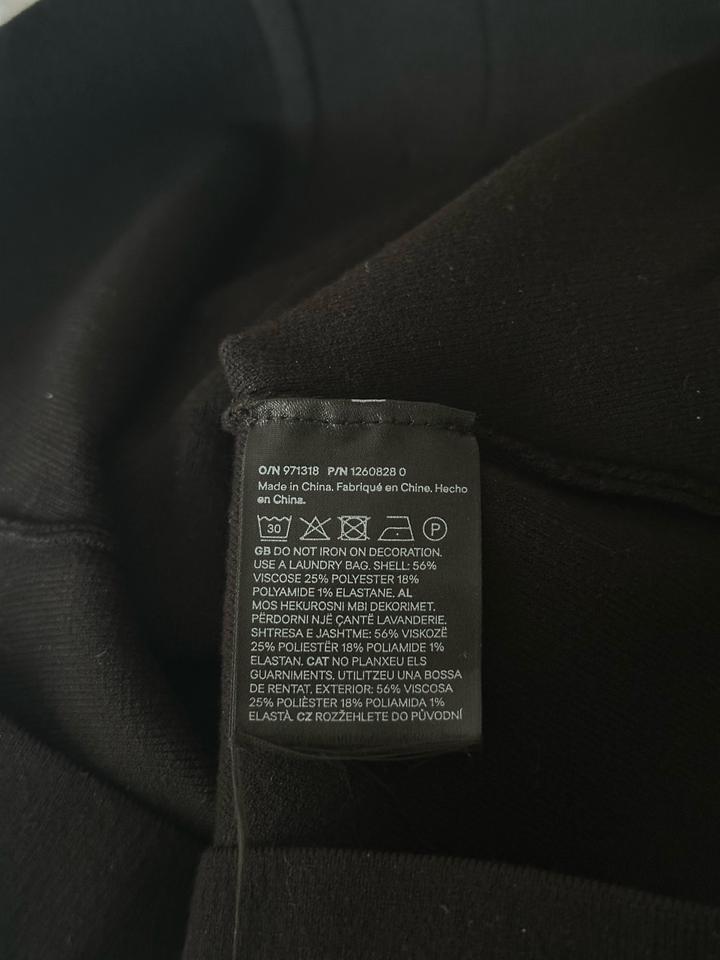 O/N 971318 P/N 1260828 0
Made in China. Fabriqué en Chine. Hecho
en China.
30 P
GB DO NOT IRON ON DECORATION.
USE A LAUNDRY BAG. SHELL: 56%
VISCOSE 25% POLYESTER 18%
POLYAMIDE 1% ELASTANE. AL
MOS HEKUROSNI MBI DEKORIMET.
PËRDORNI NJË ÇANTË LAVANDERIE.
SHTRESA E JASHTME: 56% VISKOZË
25% POLIESTËR 18% POLIAMIDE 1%
ELASTAN. CAT NO PLANXEU ELS
GUARNIMENTS. UTILITZEU UNA BOSSA
DE RENTAT. EXTERIOR: 56% VISCOSA
25% POLIÈSTER 18% POLIAMIDA 1%
ELASTÀ. CZ ROZŽEHLETE DO PŮVODNÍ